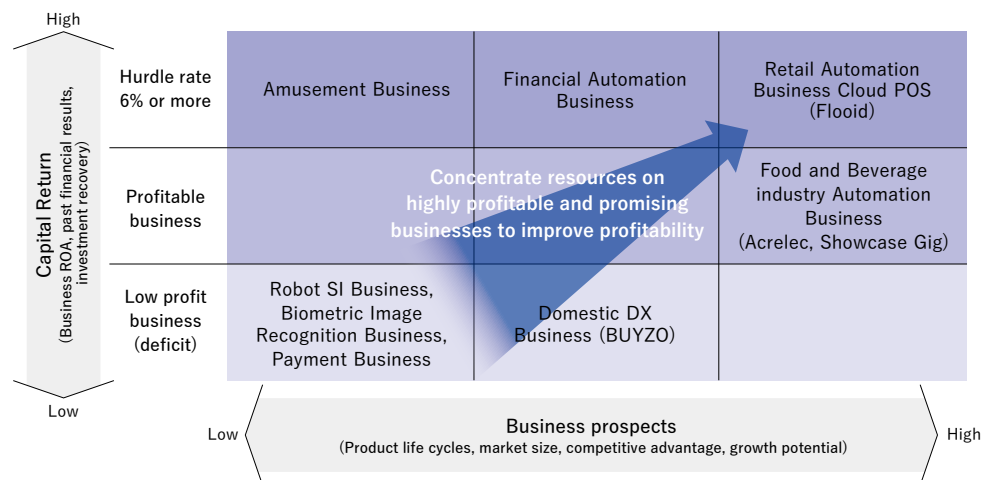 High
Capital Return
(Business ROA, past financial results,
investment recovery)
Low
Hurdle rate
6% or more
Amusement Business
Financial Automation
Business
Retail Automation
Business Cloud POS
(Flooid)
Profitable
business
Concentrate resources on
highly profitable and promising
businesses to improve profitability
Food and Beverage
industry Automation
Business
(Acrelec, Showcase Gig)
Low profit
business
(deficit)
Robot SI Business,
Biometric Image
Recognition Business,
Payment Business
Domestic DX
Business (BUYZO)
Low
Business prospects
(Product life cycles, market size, competitive advantage, growth potential)
High